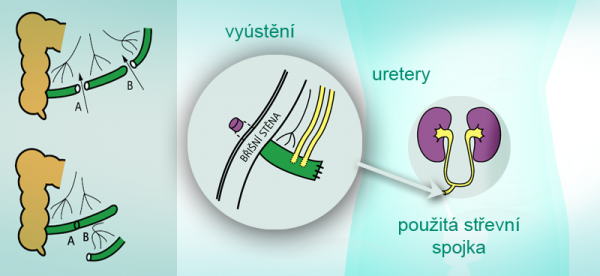 A
B
A B
vyústění
BŘIŠNÍ STĚNA
uretery
použitá střevní
spojka